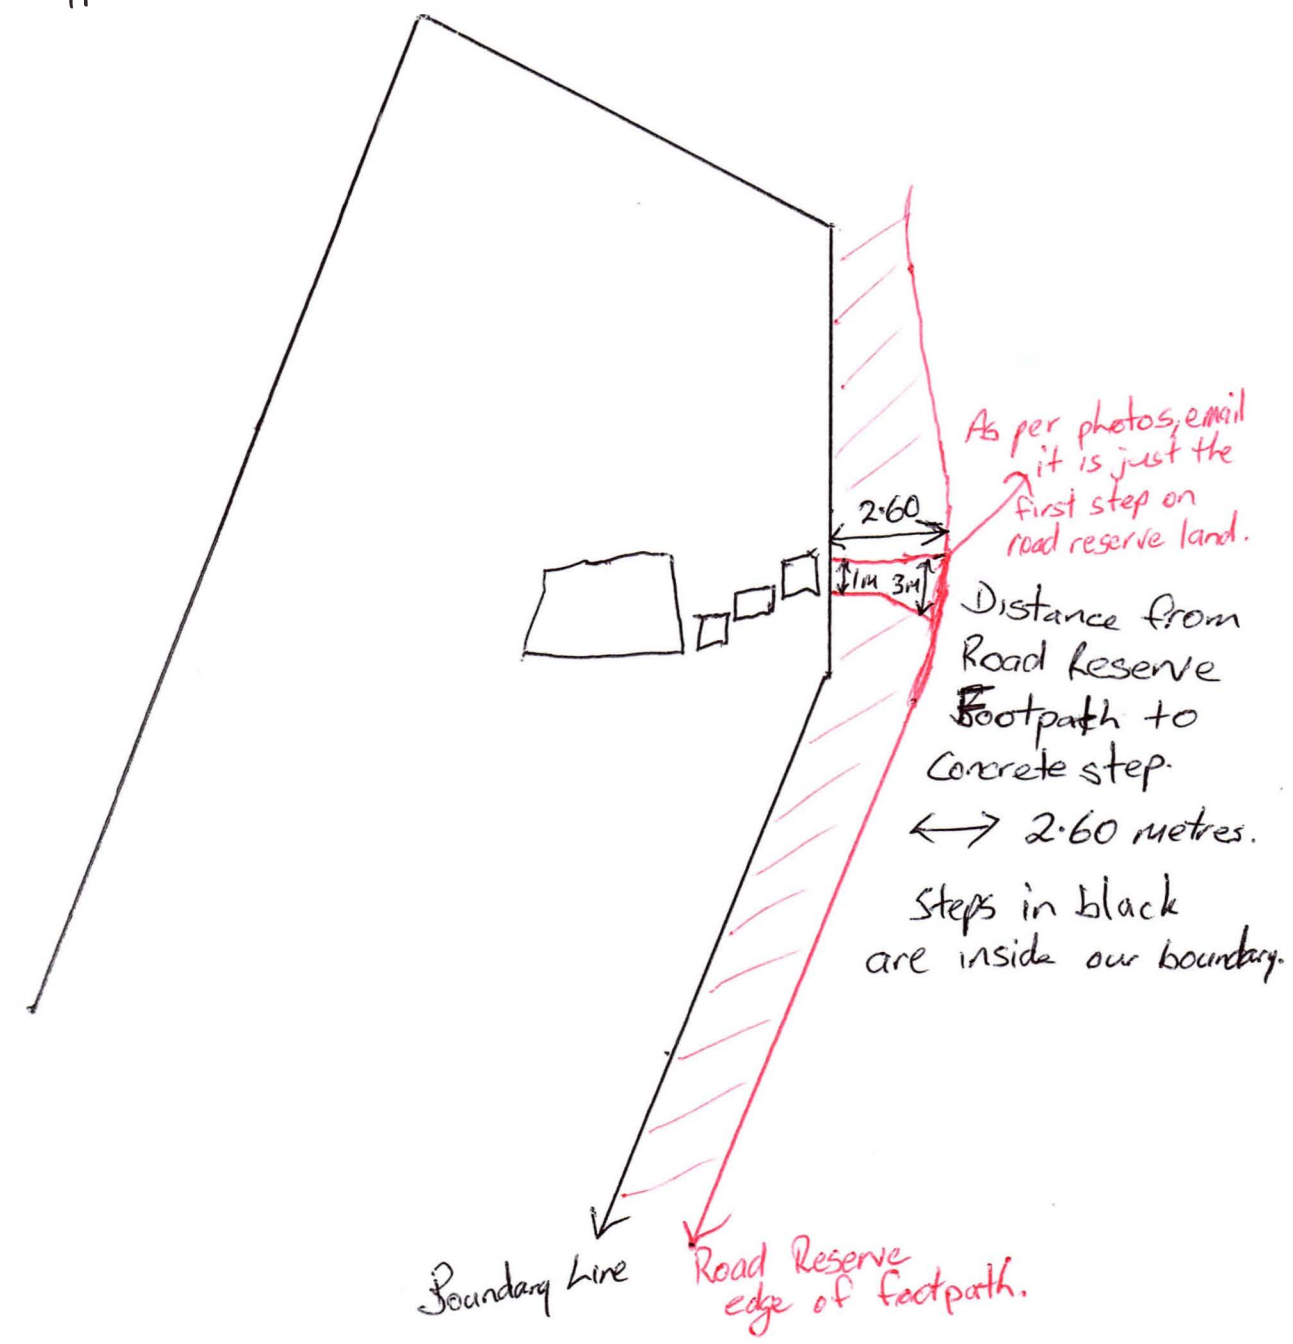 As per photos, email
it is just the
first step on
road reserve land.
2.60
1m 3m
Distance from
Road Reserve
Footpath to
Concrete step.
2.60 metres.
Steps in black
are inside our boundary.
Boundary Line
Road Reserve
edge of footpath.